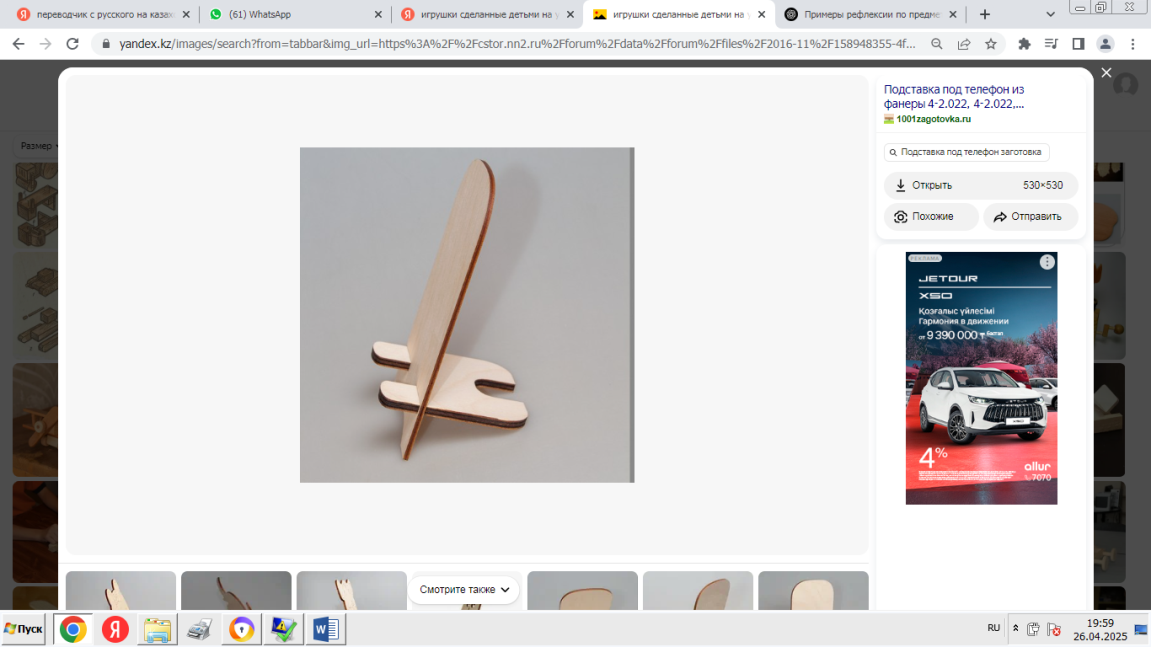 переводчик с русского на казах
(61) WhatsApp
игрушки сделанные детьми на у
игрушки сделанные детьми на у
Примеры рефлексии по предме
yandex.kz/images/search?from=tabbar&img_url=https%3A%2F%2Fcstor.nn2.ru%2Fforum%2Fdata%2Fforum%2Ffiles%2F2016-11%2F158948355-4f...
Размер
Подставка под телефон из
фанеры 4-2.022, 4-2.022,...
1001zagotovka.ru
Подставка под телефон заготовка
Открыть 530×530
Похожие
Отправить
РЕКЛАМА
JETOUR
X50
Қозғалыс үйлесімі
Гармония в движении
от 9 390 000 ₸ бастап
4%
allur
7070
Смотрите также
Пуск
RU
19:59
26.04.2025